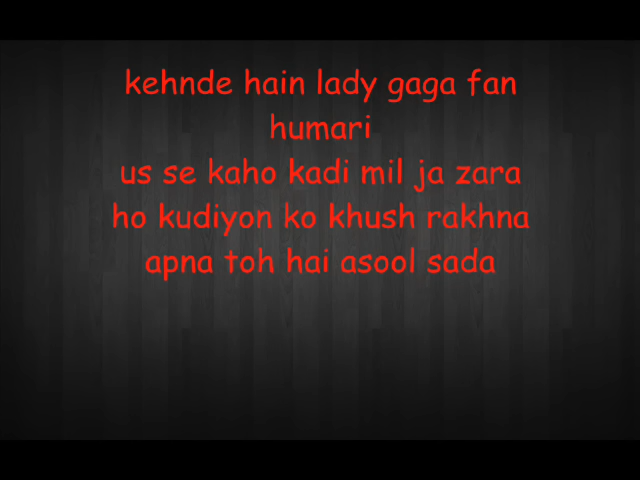 kehnde hain lady gaga fan
humari
us se kaho kadi mil ja zara
ho kudiyon ko khush rakhna
apna toh hai asool sada